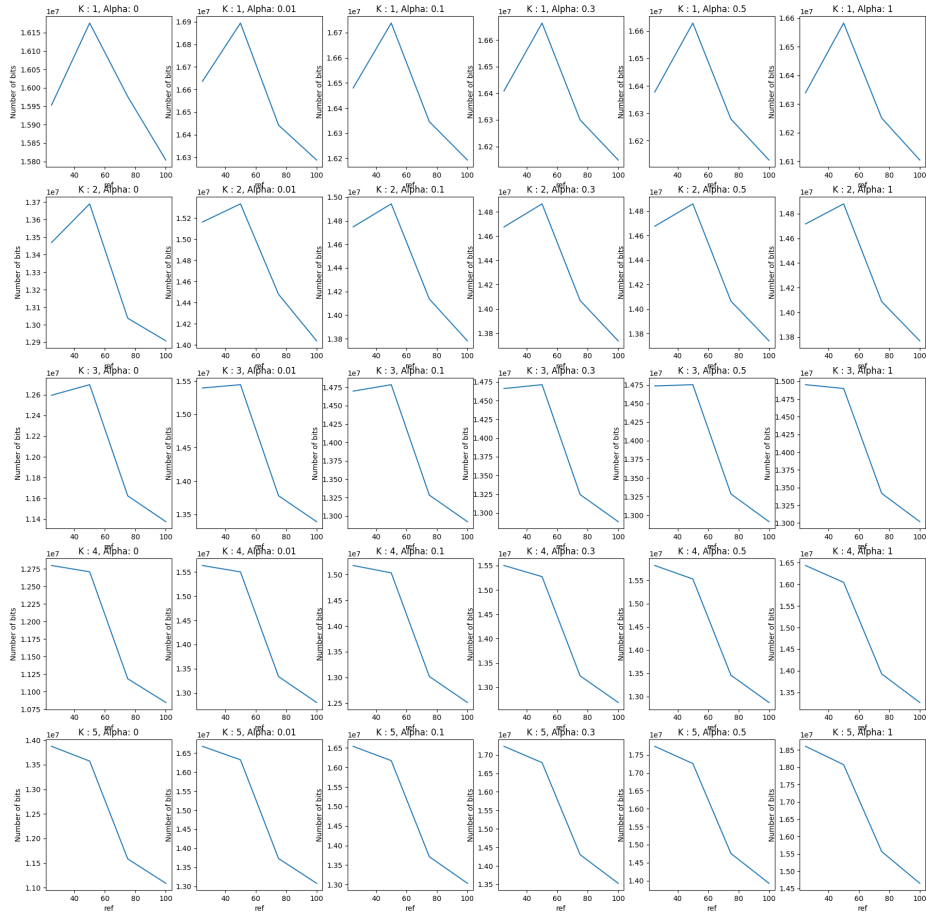 K : 1, Alpha: 0
1e7
1.615
1.610
1.605
1.600
1.595
1.590
1.585
1.580
Number of bits
40 60 80 100
ref
K : 1, Alpha: 0.01
1e7
1.69
1.68
1.67
1.66
1.65
1.64
1.63
Number of bits
40 60 80 100
ref
K : 1, Alpha: 0.1
1e7
1.67
1.66
1.65
1.64
1.63
1.62
Number of bits
40 60 80 100
ref
K : 1, Alpha: 0.3
1e7
1.66
1.65
1.64
1.63
1.62
Number of bits
40 60 80 100
ref
K : 1, Alpha: 0.5
1e7
1.66
1.65
1.64
1.63
1.62
Number of bits
40 60 80 100
ref
K : 1, Alpha: 1
1e7
1.66
1.65
1.64
1.63
1.62
1.61
Number of bits
40 60 80 100
ref
K : 2, Alpha: 0
1e7
1.37
1.36
1.35
1.34
1.33
1.32
1.31
1.30
1.29
Number of bits
40 60 80 100
ref
K : 2, Alpha: 0.01
1e7
1.52
1.50
1.48
1.46
1.44
1.42
1.40
Number of bits
40 60 80 100
ref
K : 2, Alpha: 0.1
1e7
1.50
1.48
1.46
1.44
1.42
1.40
1.38
Number of bits
40 60 80 100
ref
K : 2, Alpha: 0.3
1e7
1.48
1.46
1.44
1.42
1.40
1.38
Number of bits
40 60 80 100
ref
K : 2, Alpha: 0.5
1e7
1.48
1.46
1.44
1.42
1.40
1.38
Number of bits
40 60 80 100
ref
K : 2, Alpha: 1
1e7
1.48
1.46
1.44
1.42
1.40
1.38
Number of bits
40 60 80 100
ref
K : 3, Alpha: 0
1e7
1.26
1.24
1.22
1.20
1.18
1.16
1.14
Number of bits
40 60 80 100
ref
K : 3, Alpha: 0.01
1e7
1.55
1.50
1.45
1.40
1.35
Number of bits
40 60 80 100
ref
K : 3, Alpha: 0.1
1e7
1.475
1.450
1.425
1.400
1.375
1.350
1.325
1.300
Number of bits
40 60 80 100
ref
K : 3, Alpha: 0.3
1e7
1.475
1.450
1.425
1.400
1.375
1.350
1.325
1.300
Number of bits
40 60 80 100
ref
K : 3, Alpha: 0.5
1e7
1.475
1.450
1.425
1.400
1.375
1.350
1.325
1.300
Number of bits
40 60 80 100
ref
K : 3, Alpha: 1
1e7
1.500
1.475
1.450
1.425
1.400
1.375
1.350
1.325
1.300
Number of bits
40 60 80 100
ref
K : 4, Alpha: 0
1e7
1.275
1.250
1.225
1.200
1.175
1.150
1.125
1.100
1.075
Number of bits
40 60 80 100
ref
K : 4, Alpha: 0.01
1e7
1.55
1.50
1.45
1.40
1.35
1.30
Number of bits
40 60 80 100
ref
K : 4, Alpha: 0.1
1e7
1.50
1.45
1.40
1.35
1.30
1.25
Number of bits
40 60 80 100
ref
K : 4, Alpha: 0.3
1e7
1.55
1.50
1.45
1.40
1.35
1.30
Number of bits
40 60 80 100
ref
K : 4, Alpha: 0.5
1e7
1.55
1.50
1.45
1.40
1.35
1.30
Number of bits
40 60 80 100
ref
K : 4, Alpha: 1
1e7
1.65
1.60
1.55
1.50
1.45
1.40
1.35
Number of bits
40 60 80 100
ref
K : 5, Alpha: 0
1e7
1.40
1.35
1.30
1.25
1.20
1.15
1.10
Number of bits
40 60 80 100
ref
K : 5, Alpha: 0.01
1e7
1.65
1.60
1.55
1.50
1.45
1.40
1.35
1.30
Number of bits
40 60 80 100
ref
K : 5, Alpha: 0.1
1e7
1.65
1.60
1.55
1.50
1.45
1.40
1.35
1.30
Number of bits
40 60 80 100
ref
K : 5, Alpha: 0.3
1e7
1.70
1.65
1.60
1.55
1.50
1.45
1.40
1.35
Number of bits
40 60 80 100
ref
K : 5, Alpha: 0.5
1e7
1.75
1.70
1.65
1.60
1.55
1.50
1.45
1.40
Number of bits
40 60 80 100
ref
K : 5, Alpha: 1
1e7
1.85
1.80
1.75
1.70
1.65
1.60
1.55
1.50
1.45
Number of bits
40 60 80 100
ref